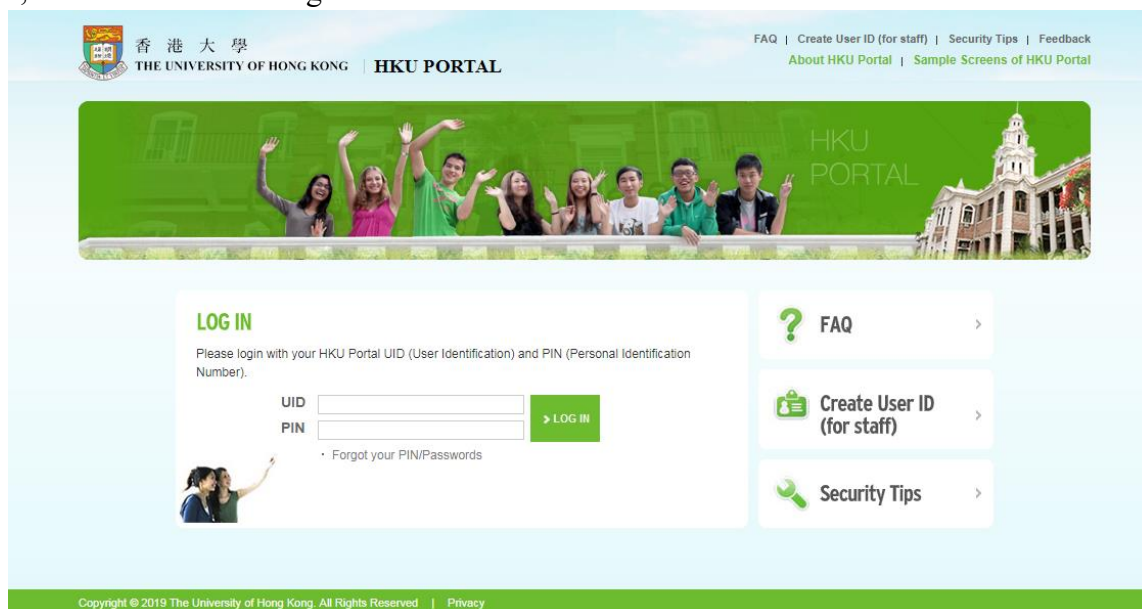 香港大學
THE UNIVERSITY OF HONG KONG HKU PORTAL
FAQ | Create User ID (for staff) | Security Tips | Feedback
About HKU Portal | Sample Screens of HKU Portal
HKU
PORTAL
LOG IN
Please login with your HKU Portal UID (User Identification) and PIN (Personal Identification
Number).
UID
PIN
> LOG IN
· Forgot your PIN/Passwords
? FAQ >
Create User ID >
(for staff)
Security Tips >
Copyright © 2019 The University of Hong Kong. All Rights Reserved | Privacy